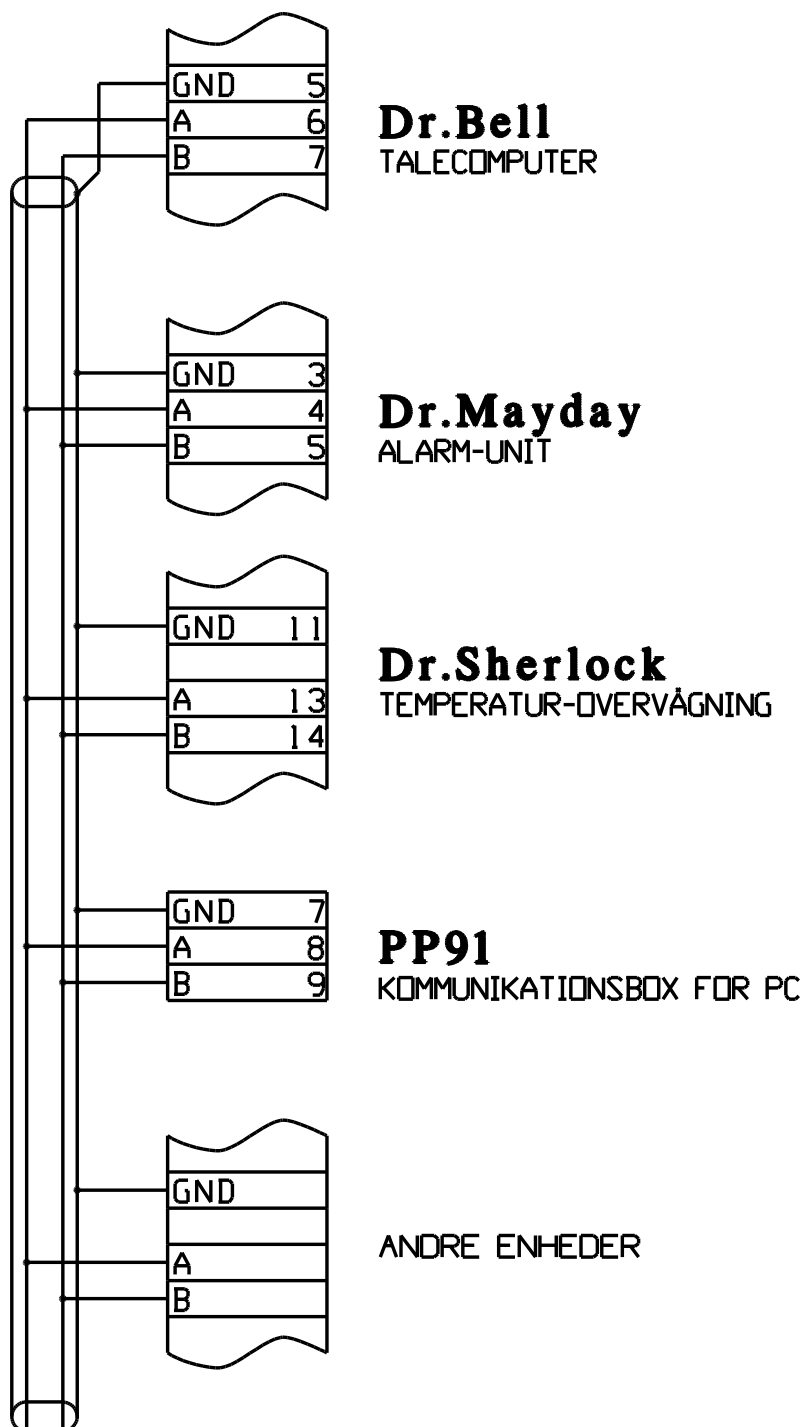 GND 5
A 6
B 7
Dr.Bell
TALECOMPUTER
GND 3
A 4
B 5
Dr.Mayday
ALARM-UNIT
GND 11
A 13
B 14
Dr.Sherlock
TEMPERATUR-OVERVÅGNING
GND 7
A 8
B 9
PP91
KOMMUNIKATIONSBOX FOR PC
GND
A
B
ANDRE ENHEDER